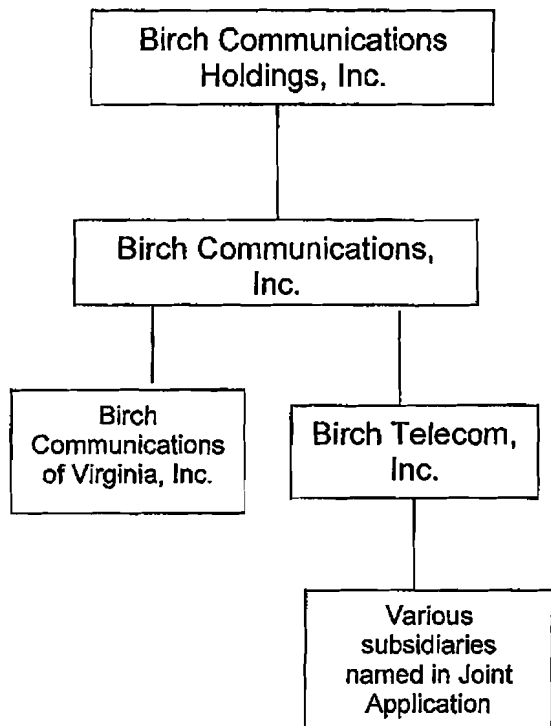 Birch Communications
Holdings, Inc.
Birch Communications,
Inc.
Birch
Communications
of Virginia, Inc.
Birch Telecom,
Inc.
Various
subsidiaries
named in Joint
Application